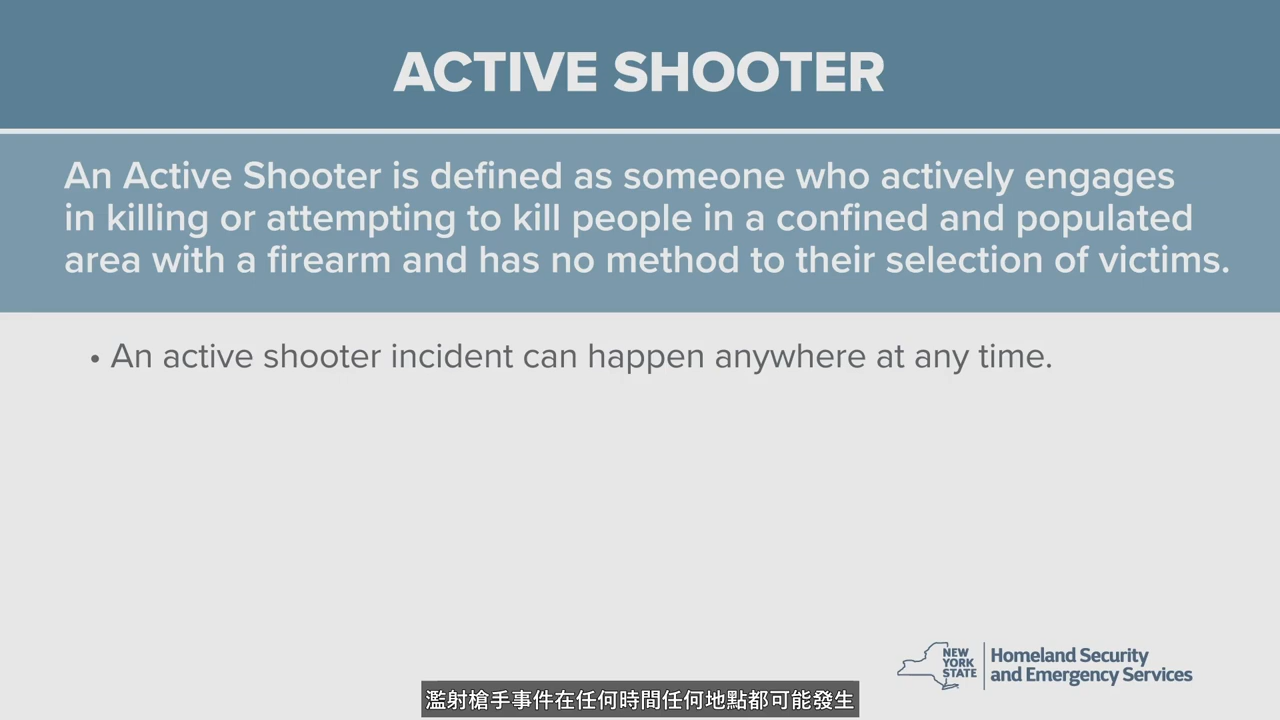 ACTIVE SHOOTER
An Active Shooter is defined as someone who actively engages
in killing or attempting to kill people in a confined and populated
area with a firearm and has no method to their selection of victims.
• An active shooter incident can happen anywhere at any time.
NEW
YORK
STATE
Homeland Security
and Emergency Services
濫射槍手事件在任何時間任何地點都可能發生